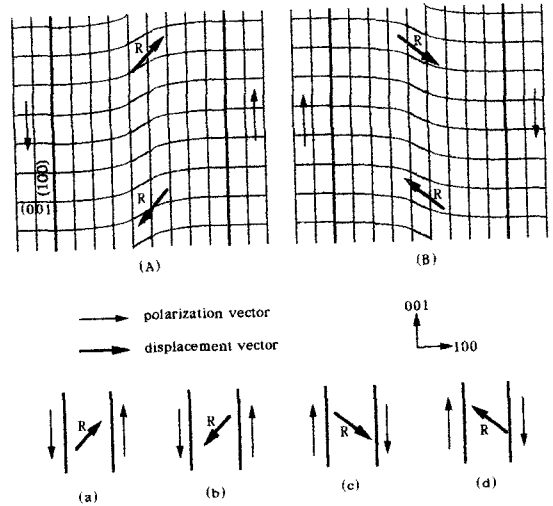 R
R
(100)
(001)
(A)
R
R
(B)
polarization vector
displacement vector
001
100
R
(a)
R
(b)
R
(c)
R
(d)